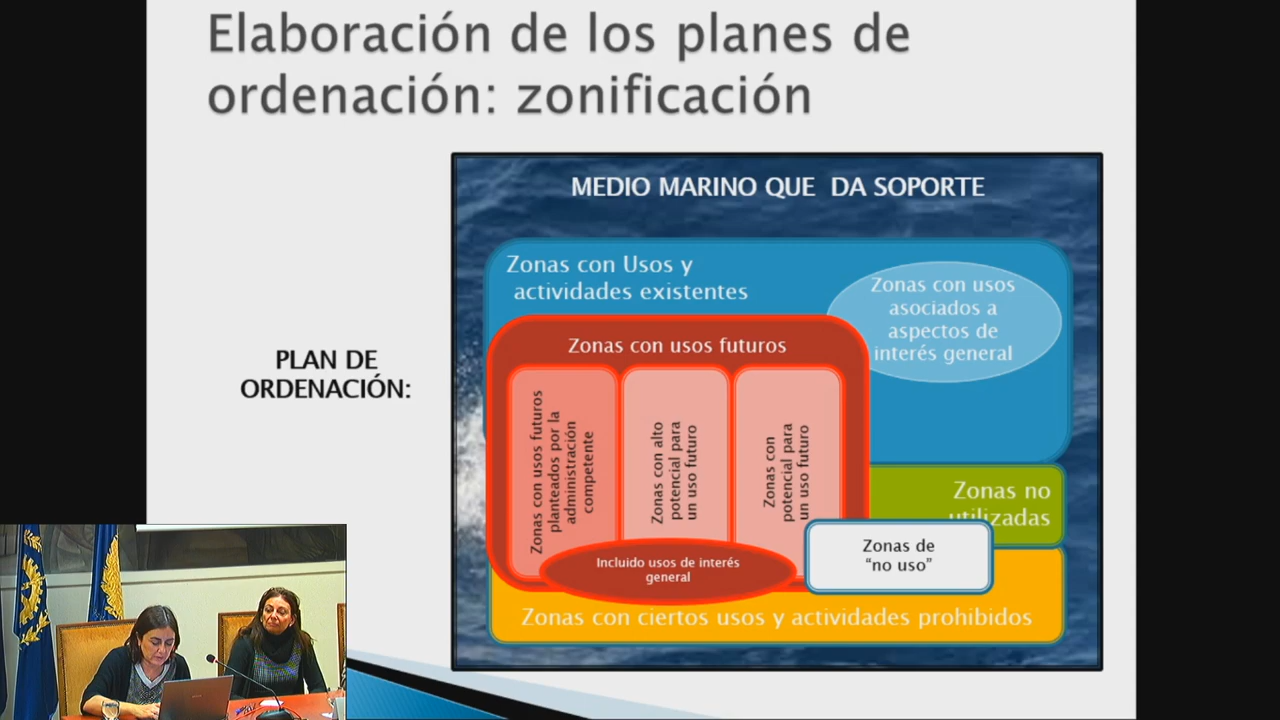 Elaboración de los planes de
ordenación: zonificación
MEDIO MARINO QUE DA SOPORTE
Zonas con Usos y
actividades existentes
Zonas con usos
asociados a
aspectos de
interés general
Zonas con usos futuros
PLAN DE
ORDENACIÓN:
Zonas con usos futuros
planteados por la
administración
competente
Zonas con alto
potencial para
un uso futuro
Zonas con
potencial para
un uso futuro
Zonas no
utilizadas
Incluido usos de interés
general
Zonas de
“no uso”
Zonas con ciertos usos y actividades prohibidos